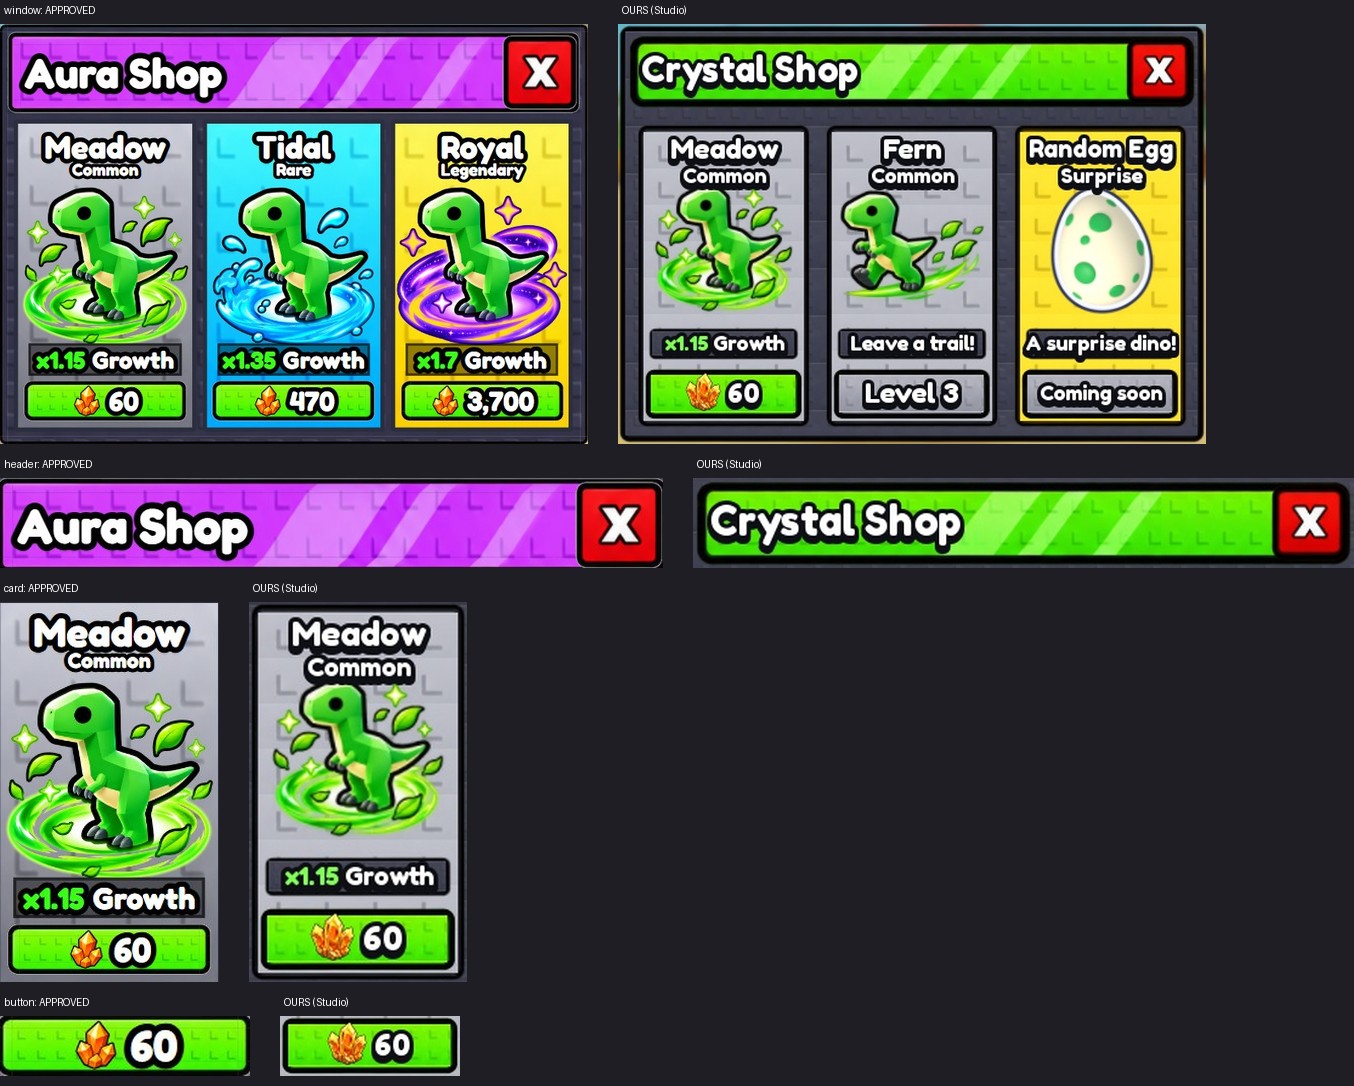 window: APPROVED
OURS (Studio)
Aura Shop
X
Crystal Shop
X
Meadow
Common
x1.15 Growth
60
Tidal
Rare
x1.35 Growth
470
Royal
Legendary
x1.7 Growth
3,700
Meadow
Common
x1.15 Growth
60
Fern
Common
Leave a trail!
Level 3
Random Egg
Surprise
A surprise dino!
Coming soon
header: APPROVED
OURS (Studio)
Aura Shop
X
Crystal Shop
X
card: APPROVED
OURS (Studio)
Meadow
Common
x1.15 Growth
60
Meadow
Common
x1.15 Growth
60
button: APPROVED
OURS (Studio)
60
60